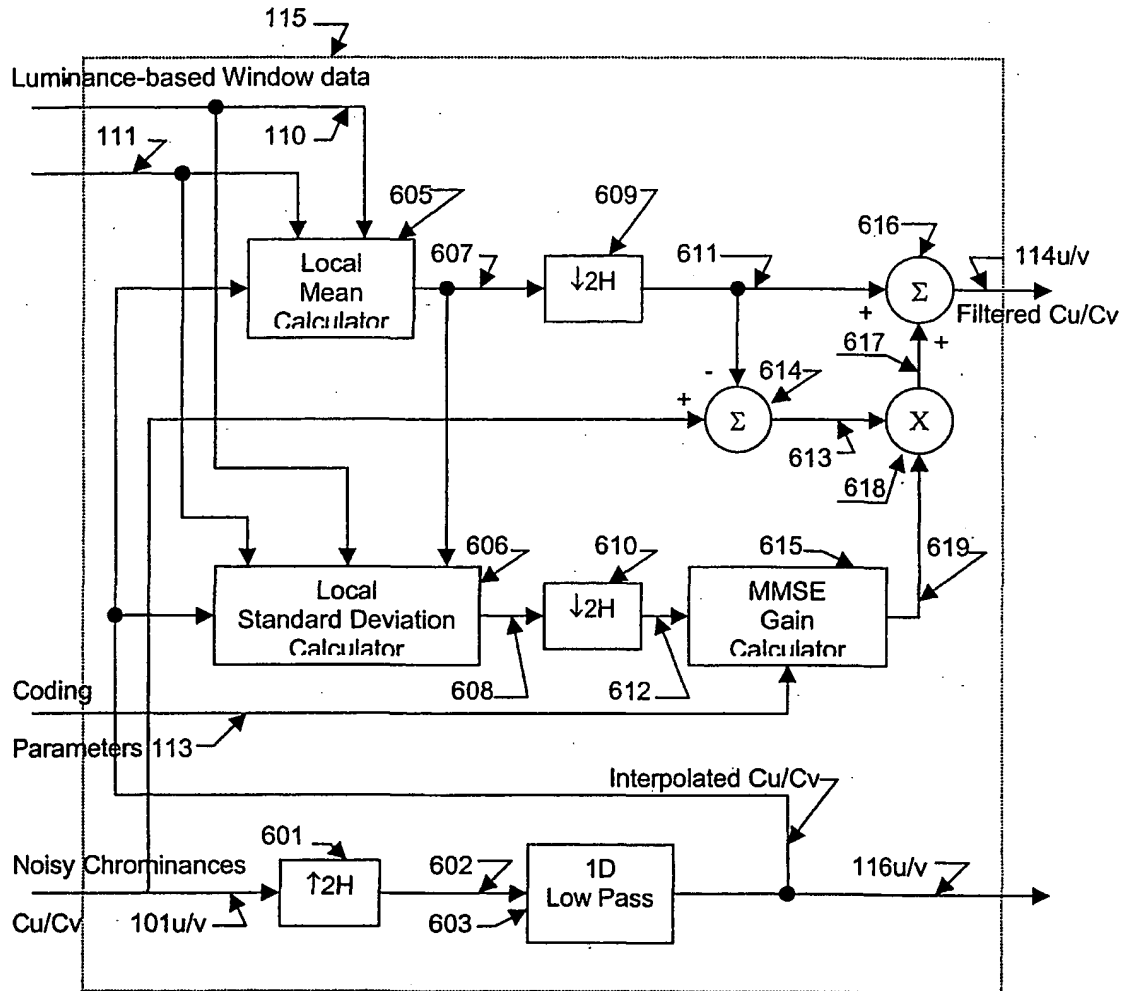 115
Luminance-based Window data
110
111
605
609
616
607
611
114u/v
Local
Mean
Calculator
↓2H
Σ
+
Filtered Cu/Cv
617
+
-
614
+
Σ
X
613
618
606
610
615
619
Local
Standard Deviation
Calculator
↓2H
MMSE
Gain
Calculator
608
612
Coding
Parameters 113
Interpolated Cu/Cv
601
Noisy Chrominances
602
116u/v
↑2H
1D
Low Pass
Cu/Cv
101u/v
603